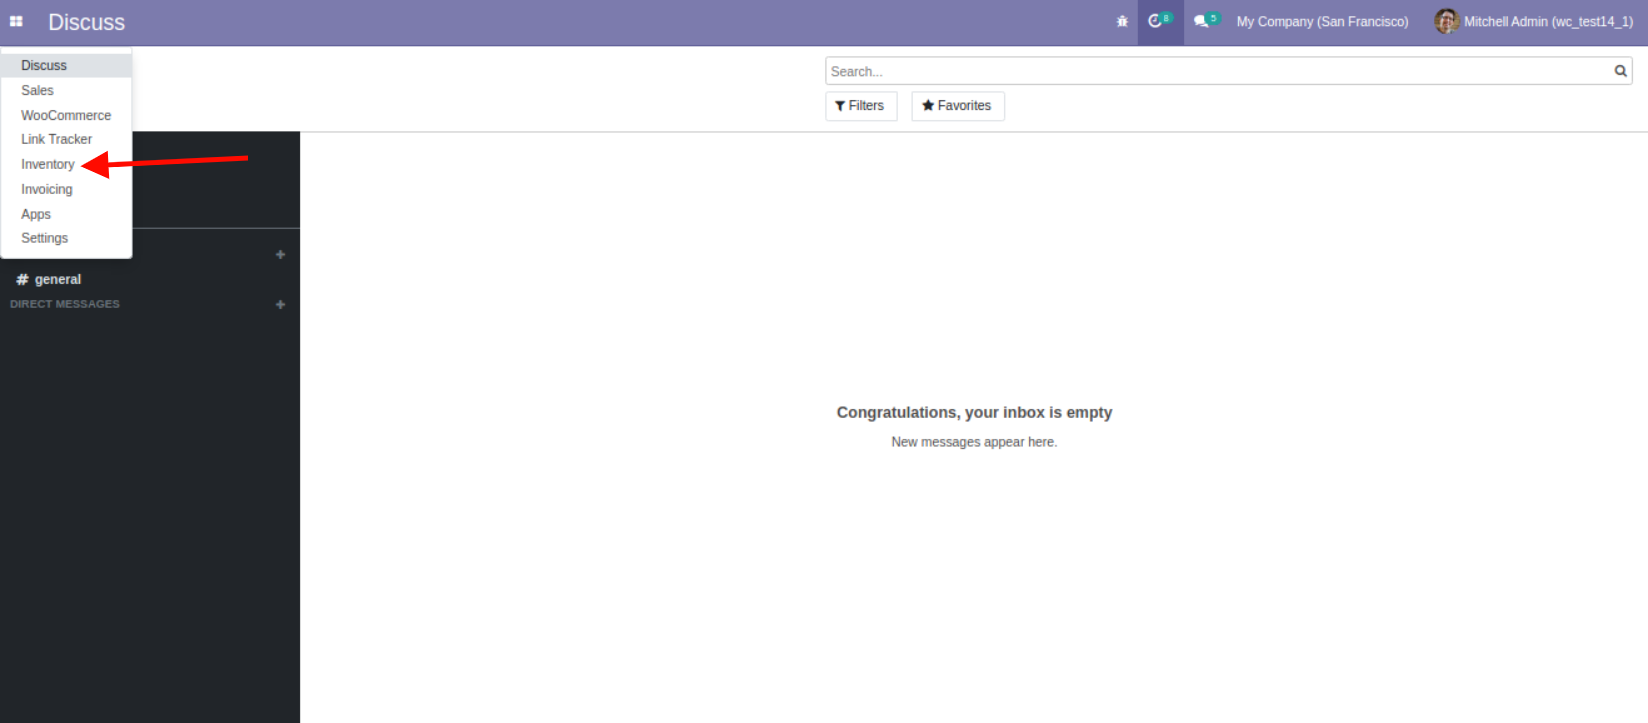 Discuss
8
5
My Company (San Francisco)
Mitchell Admin (wc_test14_1)
Discuss
Sales
WooCommerce
Link Tracker
Inventory
Invoicing
Apps
Settings
Search...
Filters
Favorites
# general
DIRECT MESSAGES
Congratulations, your inbox is empty
New messages appear here.